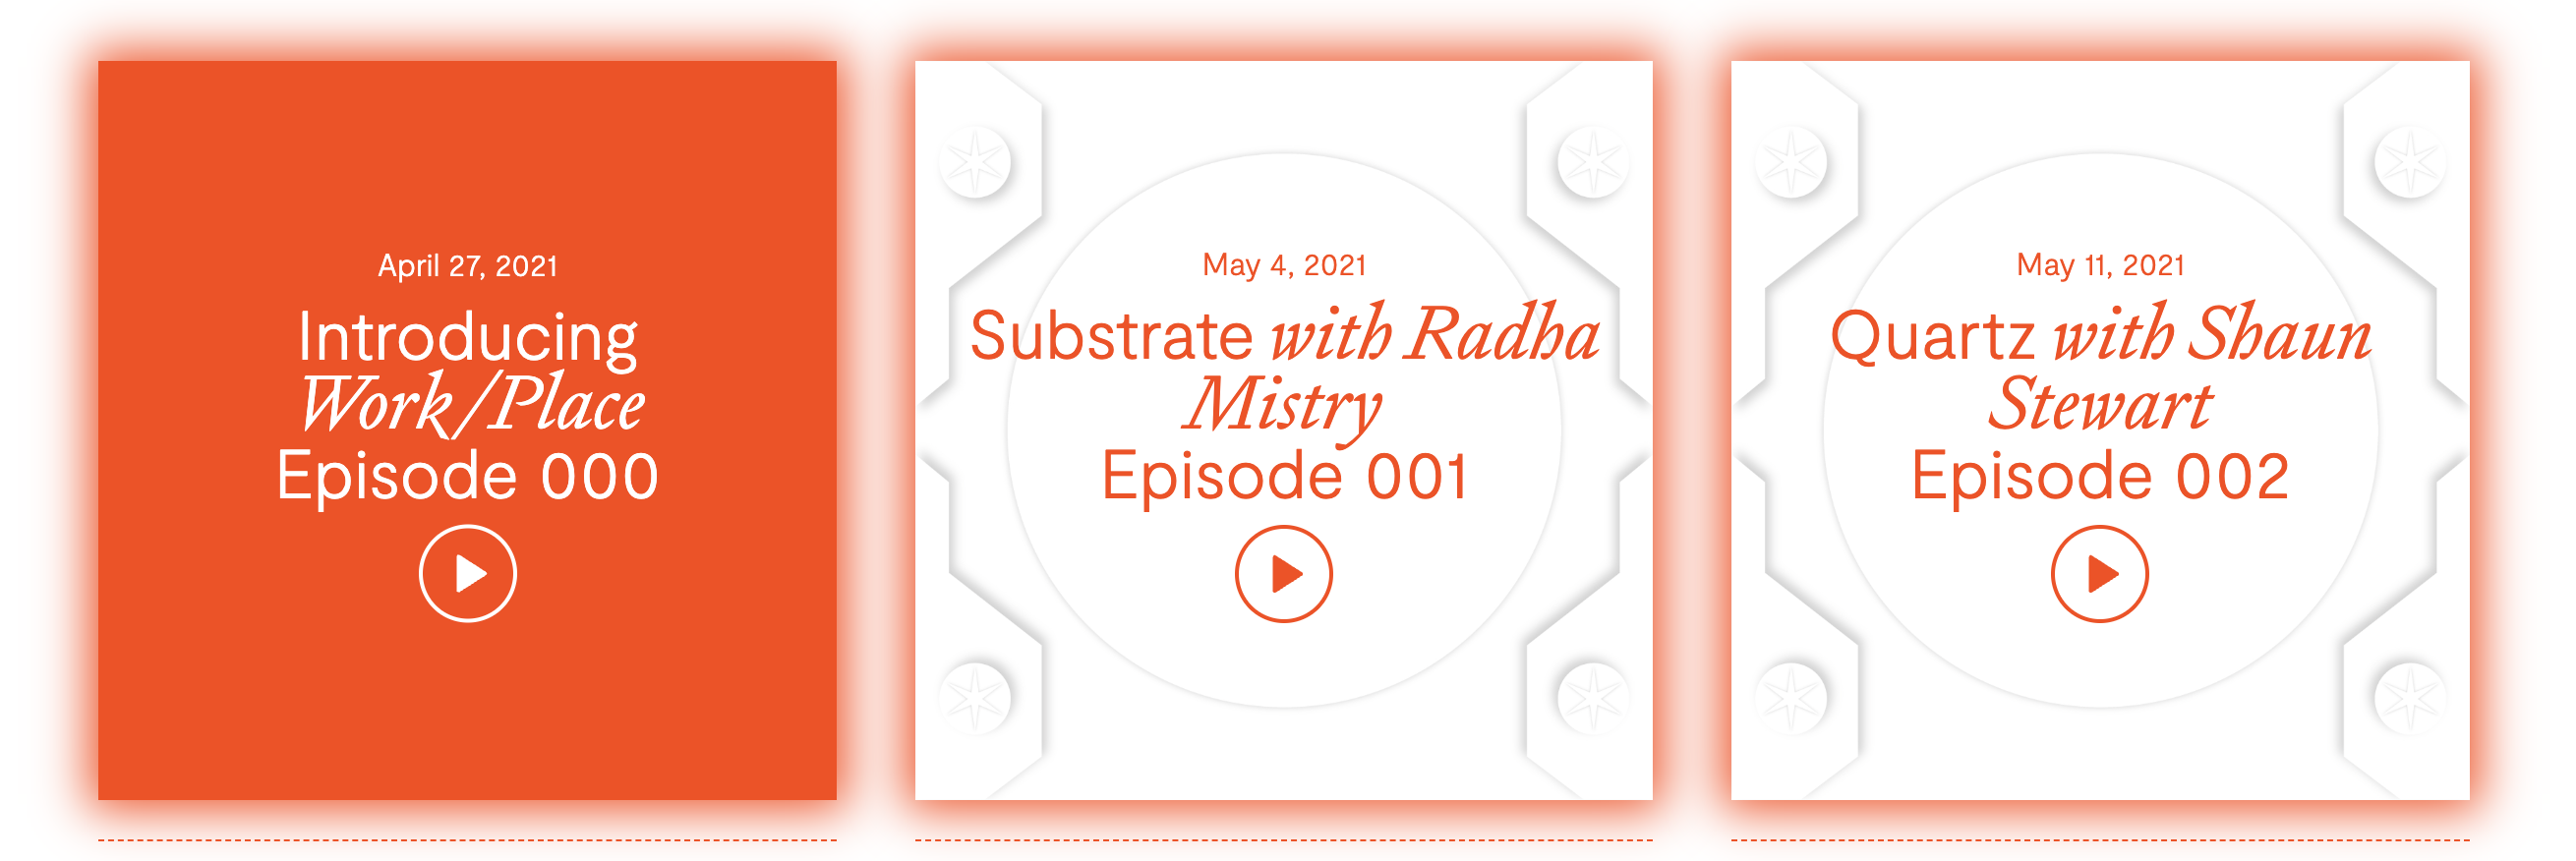 April 27, 2021
Introducing
Work/Place
Episode 000
May 4, 2021
Substrate with Radha
Mistry
Episode 001
May 11, 2021
Quartz with Shaun
Stewart
Episode 002